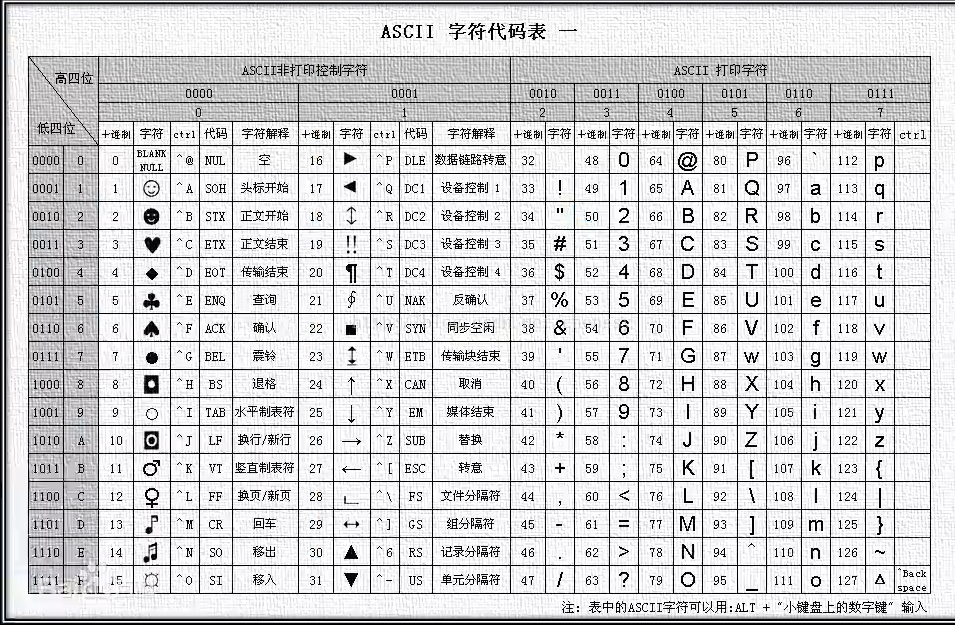 ASCII 字符代码表 一
高四位 ASCII非打印控制字符 ASCII 打印字符
0000 0001 0010 0011 0100 0101 0110 0111
低四位 0 1 2 3 4 5 6 7
十进制 字符 ctrl 代码 字符解释 十进制 字符 ctrl 代码 字符解释 十进制 字符 十进制 字符 十进制 字符 十进制 字符 十进制 字符 十进制 字符 ctrl
0000 0 0 BLANK NULL ^@ NUL 空 16 ► ^P DLE 数据链路转意 32 48 0 64 @ 80 P 96 ` 112 p
0001 1 1 ☺ ^A SOH 头标开始 17 ◄ ^Q DC1 设备控制 1 33 ! 49 1 65 A 81 Q 97 a 113 q
0010 2 2 ☻ ^B STX 正文开始 18 ↕ ^R DC2 设备控制 2 34 " 50 2 66 B 82 R 98 b 114 r
0011 3 3 ♥ ^C ETX 正文结束 19 ‼ ^S DC3 设备控制 3 35 # 51 3 67 C 83 S 99 c 115 s
0100 4 4 ♦ ^D EOT 传输结束 20 ¶ ^T DC4 设备控制 4 36 $ 52 4 68 D 84 T 100 d 116 t
0101 5 5 ♣ ^E ENQ 查询 21 ∮ ^U NAK 反确认 37 % 53 5 69 E 85 U 101 e 117 u
0110 6 6 ♠ ^F ACK 确认 22 ■ ^V SYN 同步空闲 38 & 54 6 70 F 86 V 102 f 118 v
0111 7 7 ● ^G BEL 震铃 23 ↨ ^W ETB 传输块结束 39 ' 55 7 71 G 87 w 103 g 119 w
1000 8 8 ◘ ^H BS 退格 24 ↑ ^X CAN 取消 40 ( 56 8 72 H 88 X 104 h 120 x
1001 9 9 ○ ^I TAB 水平制表符 25 ↓ ^Y EM 媒体结束 41 ) 57 9 73 I 89 Y 105 i 121 y
1010 A 10 ◙ ^J LF 换行/新行 26 → ^Z SUB 替换 42 * 58 : 74 J 90 Z 106 j 122 z
1011 B 11 ♂ ^K VT 竖直制表符 27 ← ^[ ESC 转意 43 + 59 ; 75 K 91 [ 107 k 123 {
1100 C 12 ♀ ^L FF 换页/新页 28 ∟ ^\ FS 文件分隔符 44 , 60 < 76 L 92 \ 108 l 124 |
1101 D 13 ♪ ^M CR 回车 29 ↔ ^] GS 组分隔符 45 - 61 = 77 M 93 ] 109 m 125 }
1110 E 14 ♫ ^N SO 移出 30 ▲ ^6 RS 记录分隔符 46 . 62 > 78 N 94 ^ 110 n 126 ~
1111 F 15 ☼ ^O SI 移入 31 ▼ ^- US 单元分隔符 47 / 63 ? 79 O 95 _ 111 o 127 Δ ^Back space
注: 表中的ASCII字符可以用:ALT + "小键盘上的数字键" 输入